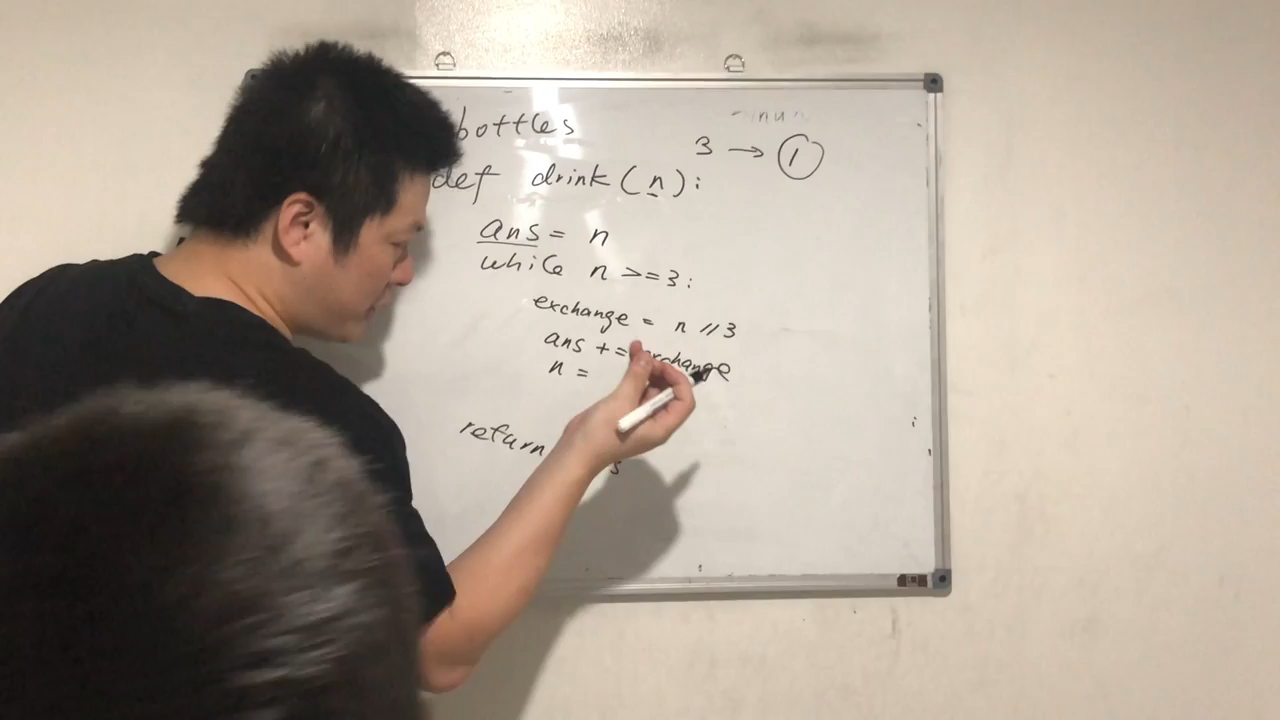 bottles
3 → 1
def drink(n):
ans = n
while n >= 3:
exchange = n // 3
ans += exchange
n =
return